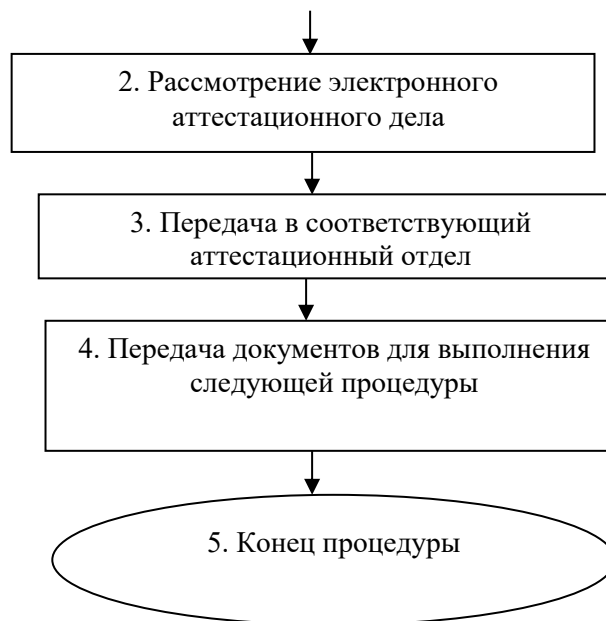 2. Рассмотрение электронного
аттестационного дела
3. Передача в соответствующий
аттестационный отдел
4. Передача документов для выполнения
следующей процедуры
5. Конец процедуры